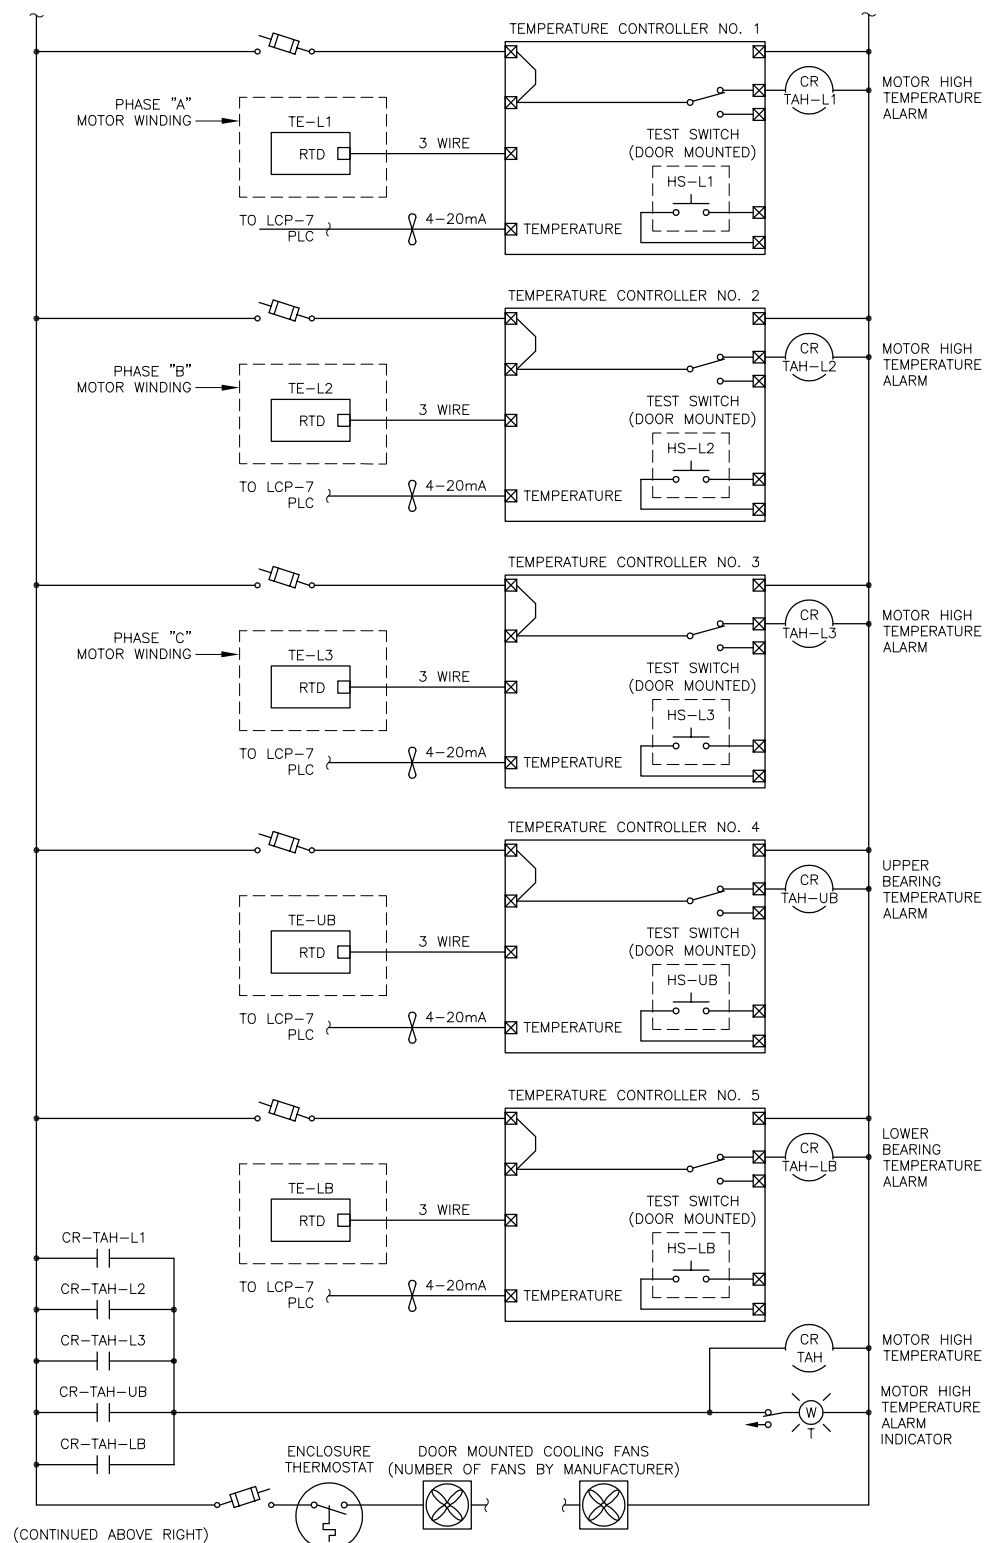 TEMPERATURE CONTROLLER NO. 1
CR
TAH-L1
MOTOR HIGH
TEMPERATURE
ALARM
PHASE "A"
MOTOR WINDING
TE-L1
RTD
3 WIRE
TEST SWITCH
(DOOR MOUNTED)
HS-L1
TO LCP-7
PLC
4-20mA
TEMPERATURE
TEMPERATURE CONTROLLER NO. 2
CR
TAH-L2
MOTOR HIGH
TEMPERATURE
ALARM
PHASE "B"
MOTOR WINDING
TE-L2
RTD
3 WIRE
TEST SWITCH
(DOOR MOUNTED)
HS-L2
TO LCP-7
PLC
4-20mA
TEMPERATURE
TEMPERATURE CONTROLLER NO. 3
CR
TAH-L3
MOTOR HIGH
TEMPERATURE
ALARM
PHASE "C"
MOTOR WINDING
TE-L3
RTD
3 WIRE
TEST SWITCH
(DOOR MOUNTED)
HS-L3
TO LCP-7
PLC
4-20mA
TEMPERATURE
TEMPERATURE CONTROLLER NO. 4
CR
TAH-UB
UPPER
BEARING
TEMPERATURE
ALARM
TE-UB
RTD
3 WIRE
TEST SWITCH
(DOOR MOUNTED)
HS-UB
TO LCP-7
PLC
4-20mA
TEMPERATURE
TEMPERATURE CONTROLLER NO. 5
CR
TAH-LB
LOWER
BEARING
TEMPERATURE
ALARM
TE-LB
RTD
3 WIRE
TEST SWITCH
(DOOR MOUNTED)
HS-LB
TO LCP-7
PLC
4-20mA
TEMPERATURE
CR-TAH-L1
CR-TAH-L2
CR-TAH-L3
CR-TAH-UB
CR-TAH-LB
CR
TAH
MOTOR HIGH
TEMPERATURE
W
T
MOTOR HIGH
TEMPERATURE
ALARM
INDICATOR
ENCLOSURE
THERMOSTAT
DOOR MOUNTED COOLING FANS
(NUMBER OF FANS BY MANUFACTURER)
(CONTINUED ABOVE RIGHT)